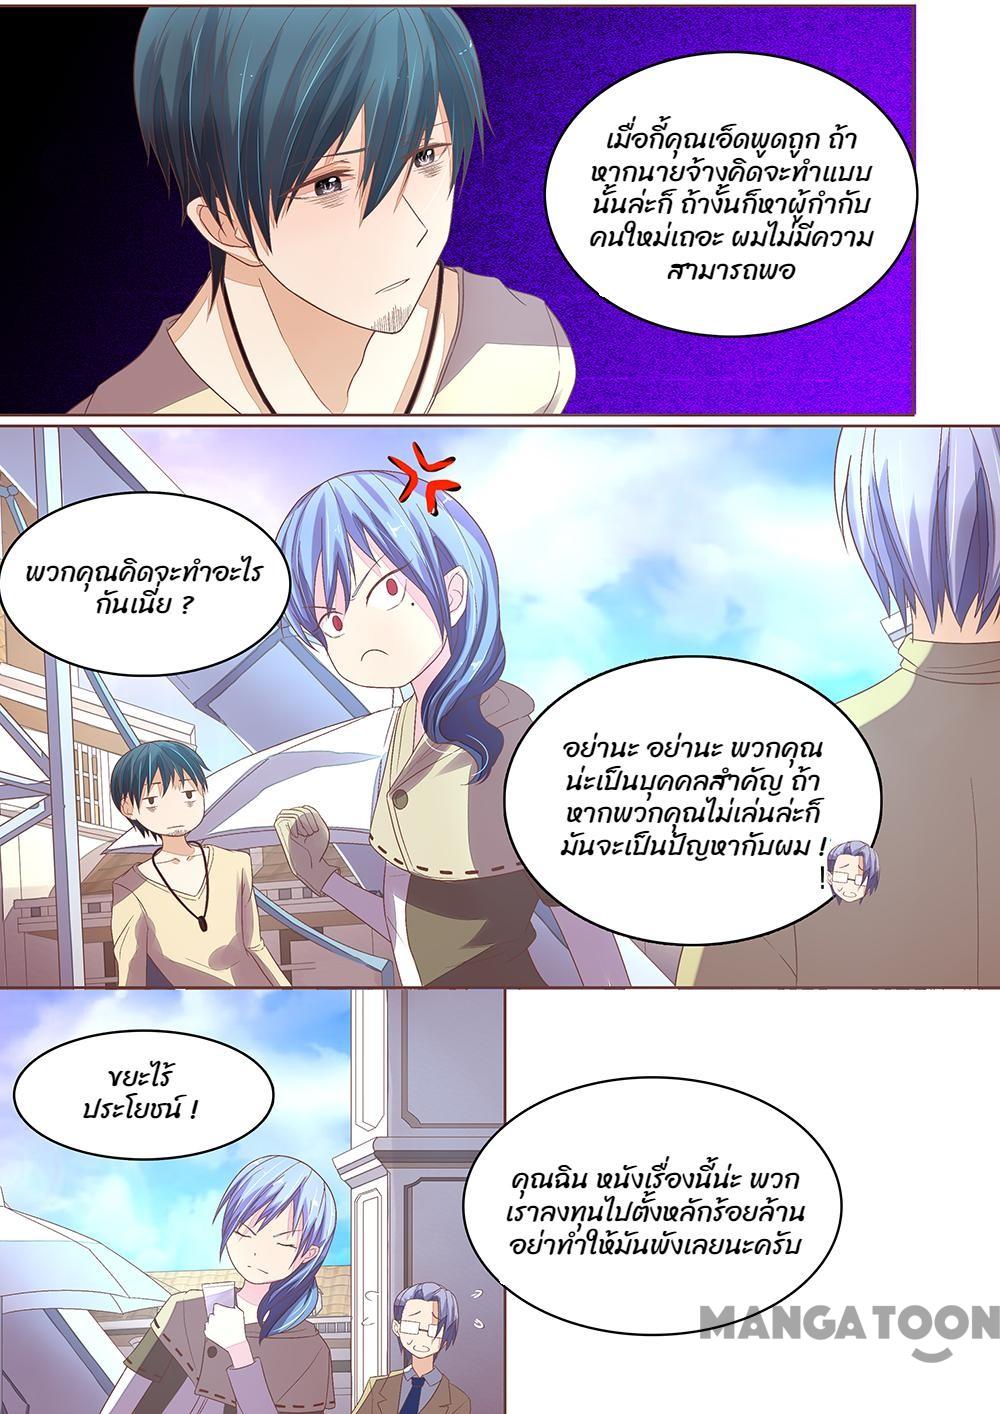 เมื่อกี้คุณเอ็ดพูดถูก ถ้า
หากนายจ้างคิดจะทำแบบ
นั้นล่ะก็ ถ้างั้นก็หาผู้กำกับ
คนใหม่เถอะ ผมไม่มีความ
สามารถพอ
พวกคุณคิดจะทำอะไร
กันเนี่ย ?
อย่านะ อย่านะ พวกคุณ
น่ะเป็นบุคคลสำคัญ ถ้า
หากพวกคุณไม่เล่นล่ะก็
มันจะเป็นปัญหากับผม !
!
ขยะไร้
ประโยชน์ !
คุณฉิน หนังเรื่องนี้น่ะ พวก
เราลงทุนไปตั้งหลักร้อยล้าน
อย่าทำให้มันพังเลยนะครับ
MANGATOON